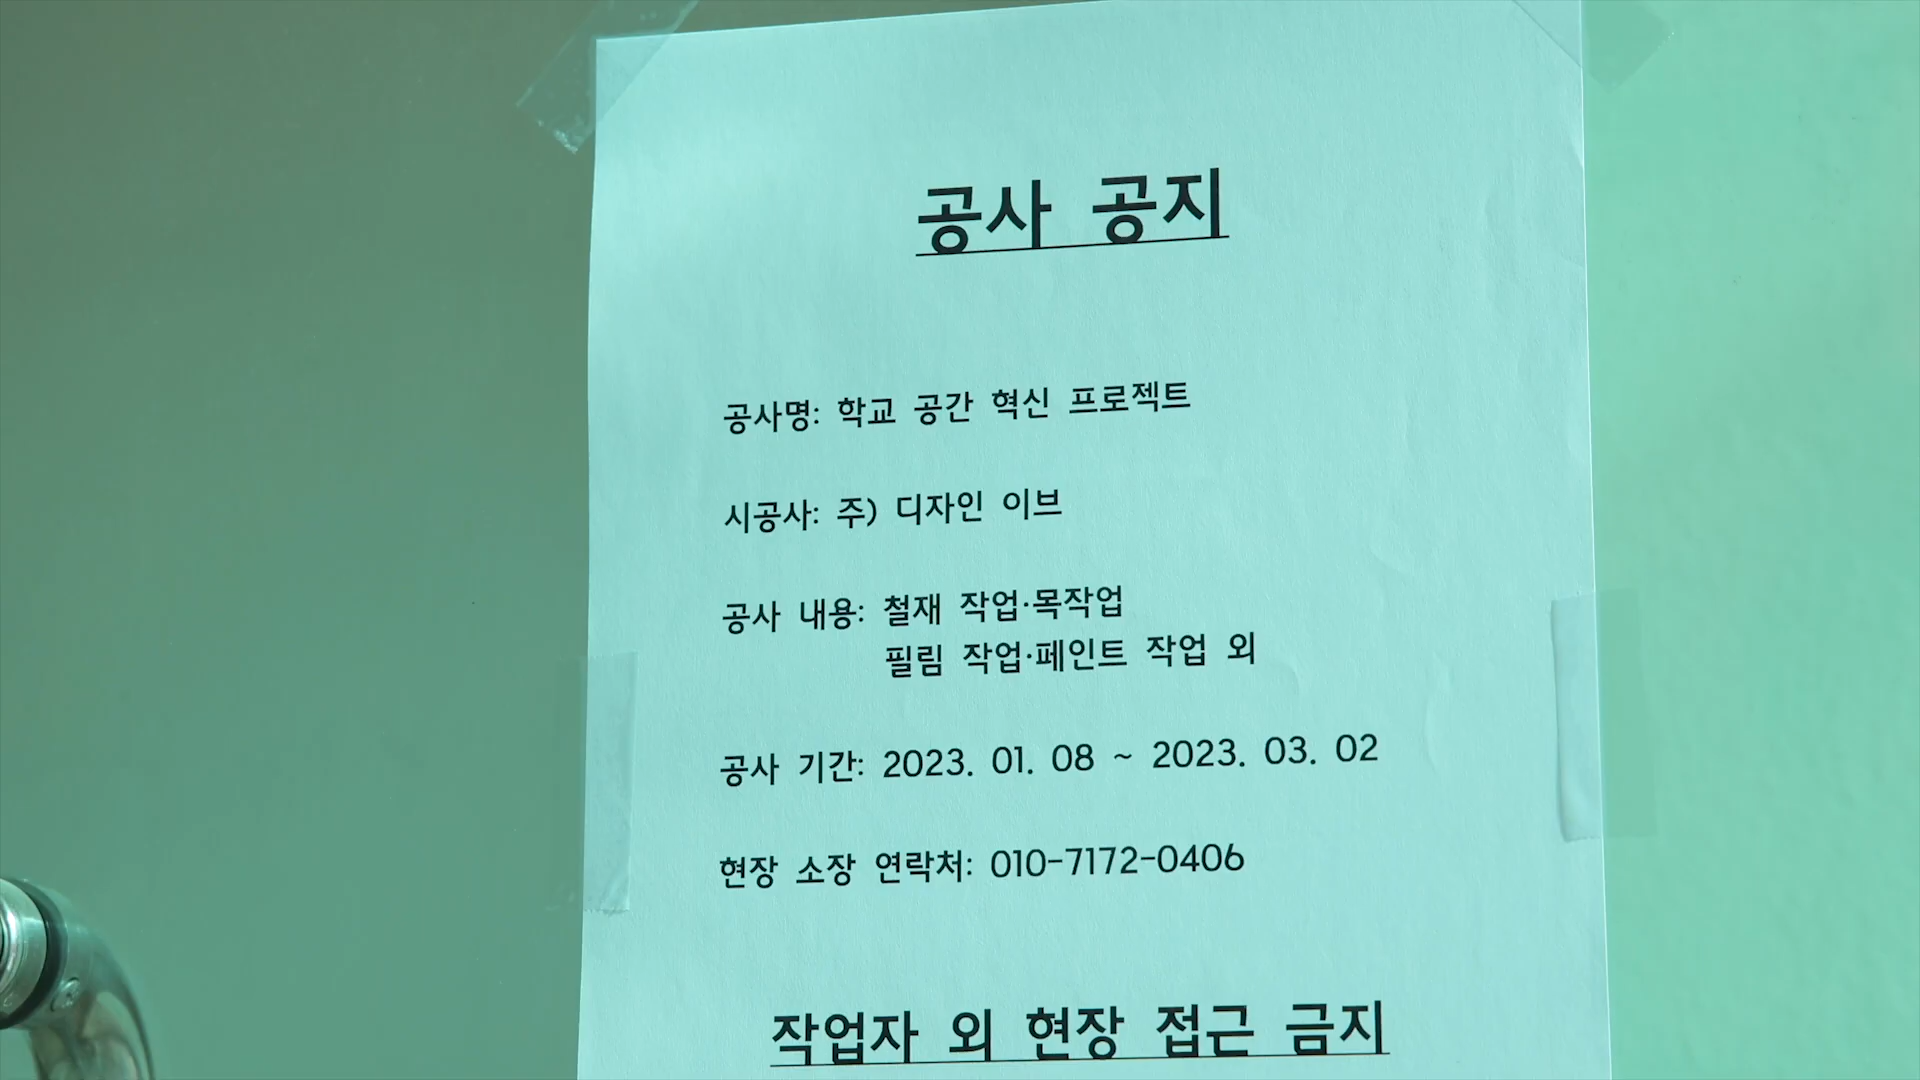 공사 공지
공사명: 학교 공간 혁신 프로젝트
시공사: 주) 디자인 이브
공사 내용: 철재 작업·목작업
필림 작업·페인트 작업 외
공사 기간: 2023. 01. 08 ~ 2023. 03. 02
현장 소장 연락처: 010-7172-0406
작업자 외 현장 접근 금지